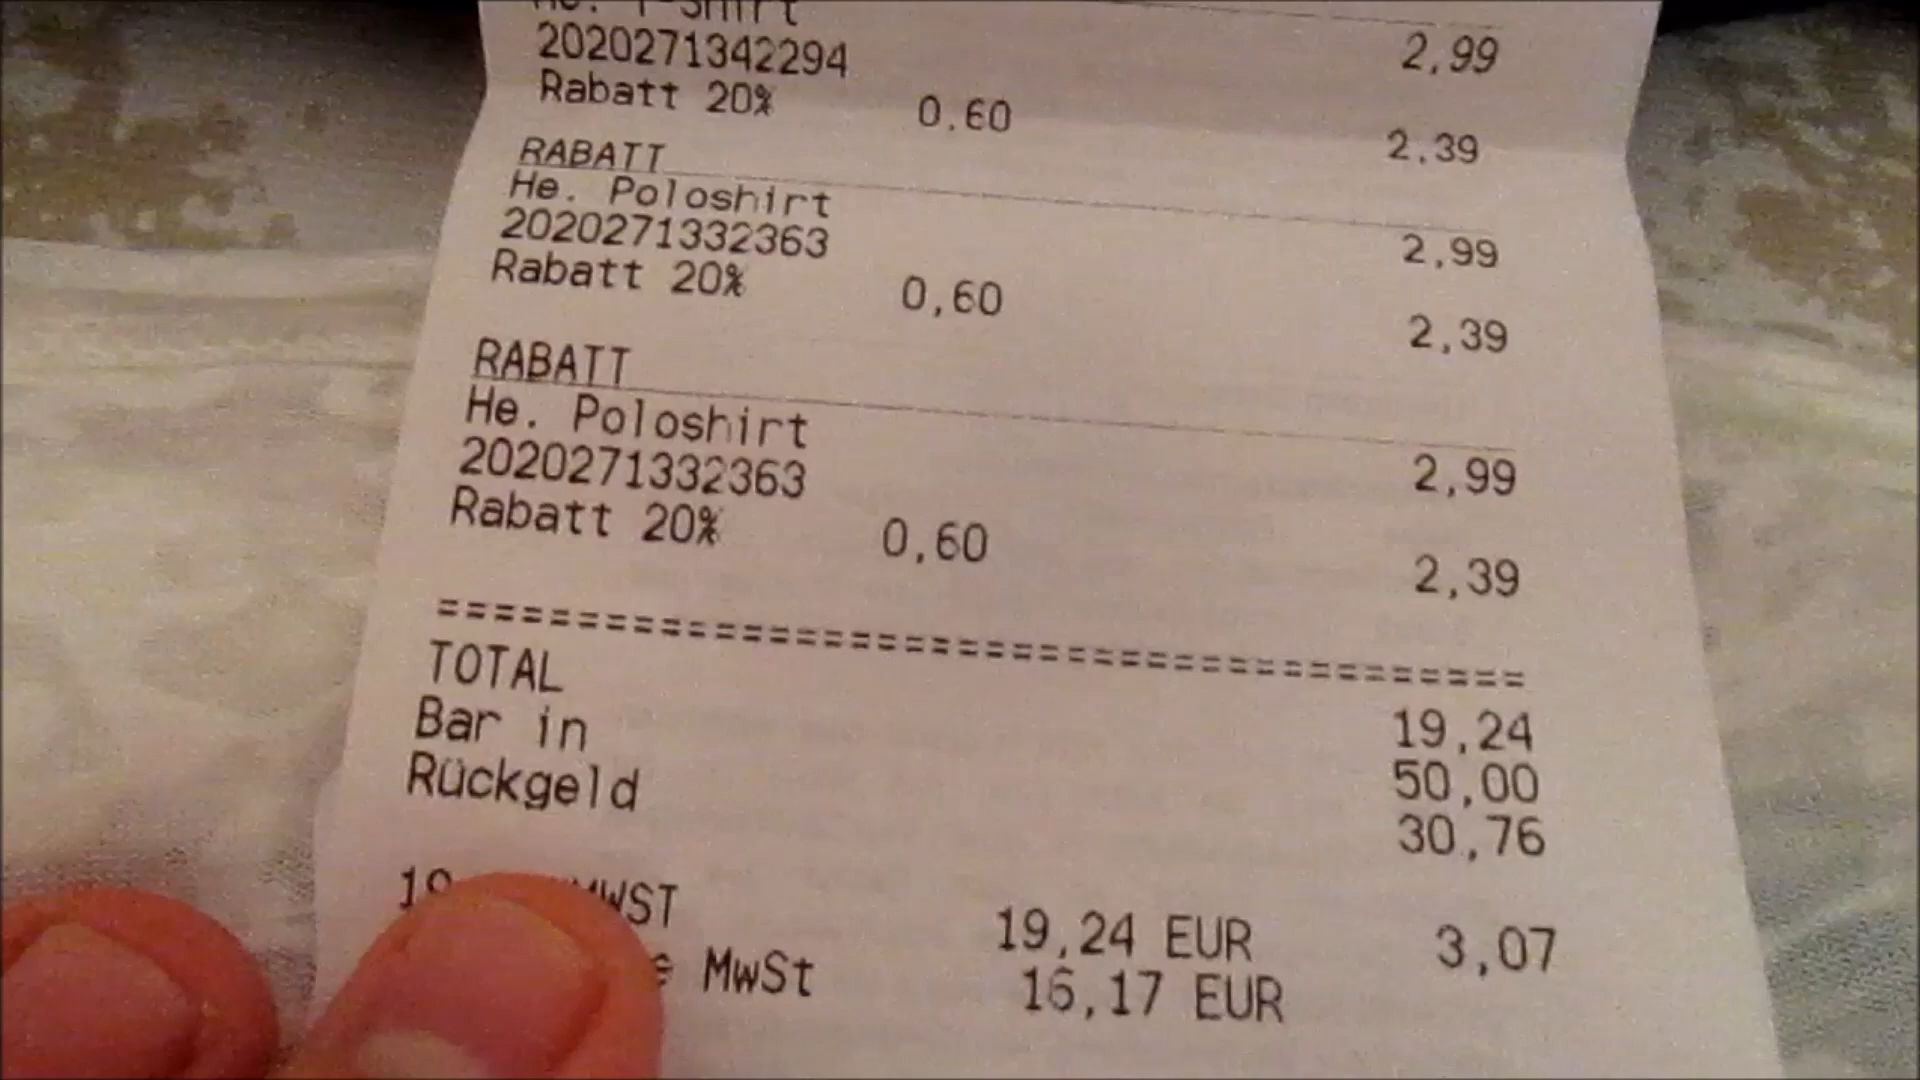 T-Shirt
2020271342294 2,99
Rabatt 20% 0,60
2,39
RABATT
He. Poloshirt
2020271332363 2,99
Rabatt 20% 0,60
2,39
RABATT
He. Poloshirt
2020271332363 2,99
Rabatt 20% 0,60
2,39
======================================
TOTAL 19,24
Bar in 50,00
Rückgeld 30,76
MWST 19,24 EUR 3,07
MwSt 16,17 EUR